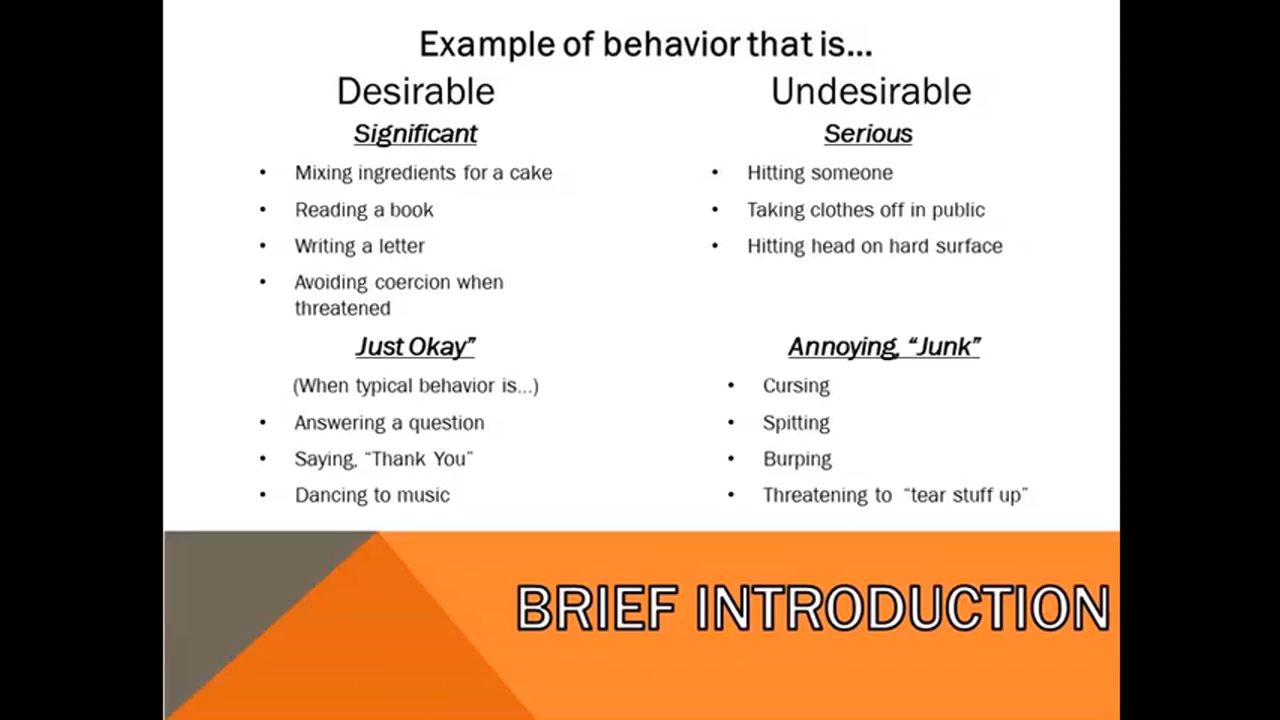 Example of behavior that is...
Desirable
Significant
• Mixing ingredients for a cake
• Reading a book
• Writing a letter
• Avoiding coercion when
threatened
Just Okay”
(When typical behavior is...)
• Answering a question
• Saying, “Thank You”
• Dancing to music
Undesirable
Serious
• Hitting someone
• Taking clothes off in public
• Hitting head on hard surface
Annoying, “Junk”
• Cursing
• Spitting
• Burping
• Threatening to “tear stuff up”
BRIEF INTRODUCTION